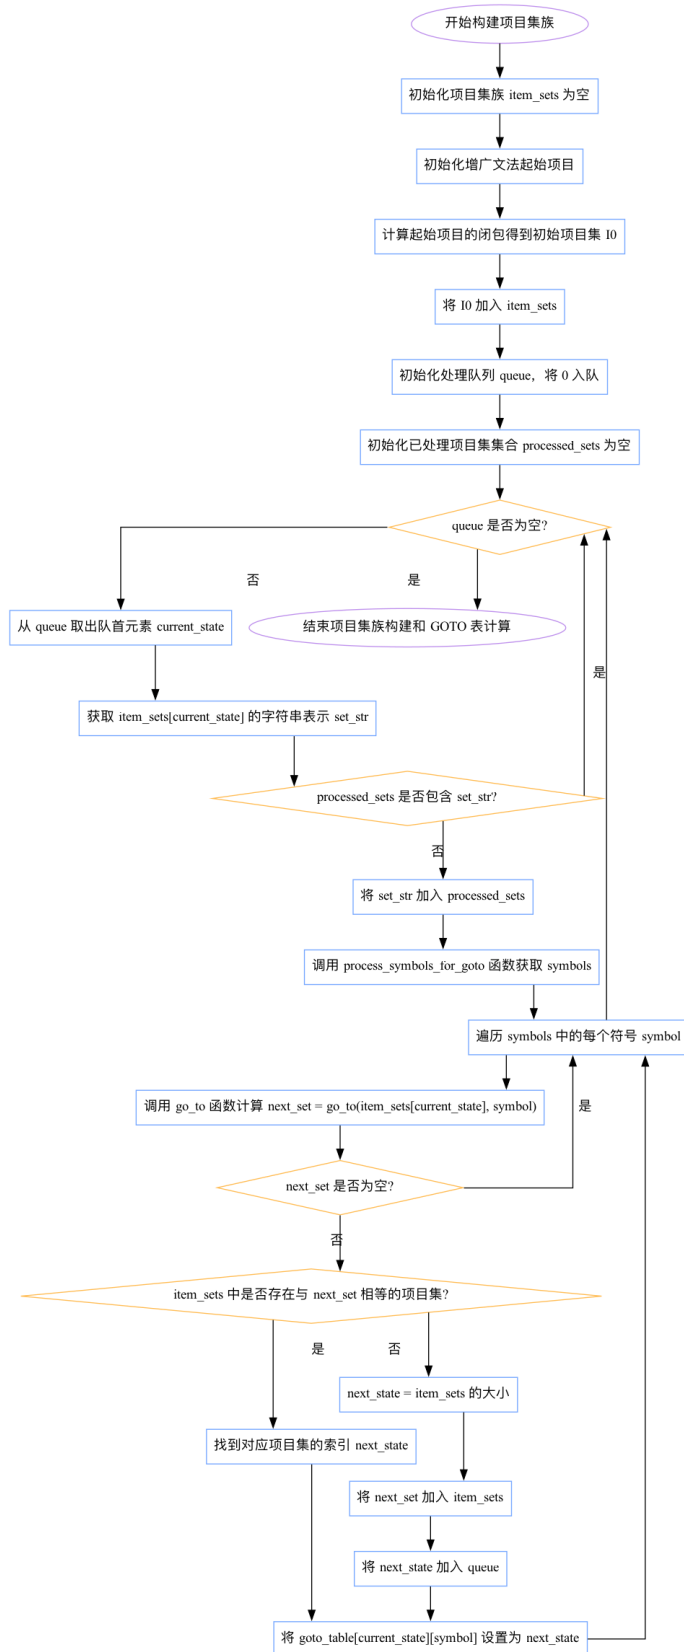 开始构建项目集族
初始化项目集族 item_sets 为空
初始化增广文法起始项目
计算起始项目的闭包得到初始项目集 I0
将 I0 加入 item_sets
初始化处理队列 queue，将 0 入队
初始化已处理项目集集合 processed_sets 为空
queue 是否为空?
否
是
从 queue 取出队首元素 current_state
结束项目集族构建和 GOTO 表计算
是
获取 item_sets[current_state] 的字符串表示 set_str
processed_sets 是否包含 set_str?
否
将 set_str 加入 processed_sets
调用 process_symbols_for_goto 函数获取 symbols
遍历 symbols 中的每个符号 symbol
调用 go_to 函数计算 next_set = go_to(item_sets[current_state], symbol)
是
next_set 是否为空?
否
item_sets 中是否存在与 next_set 相等的项目集?
是
否
next_state = item_sets 的大小
找到对应项目集的索引 next_state
将 next_set 加入 item_sets
将 next_state 加入 queue
将 goto_table[current_state][symbol] 设置为 next_state